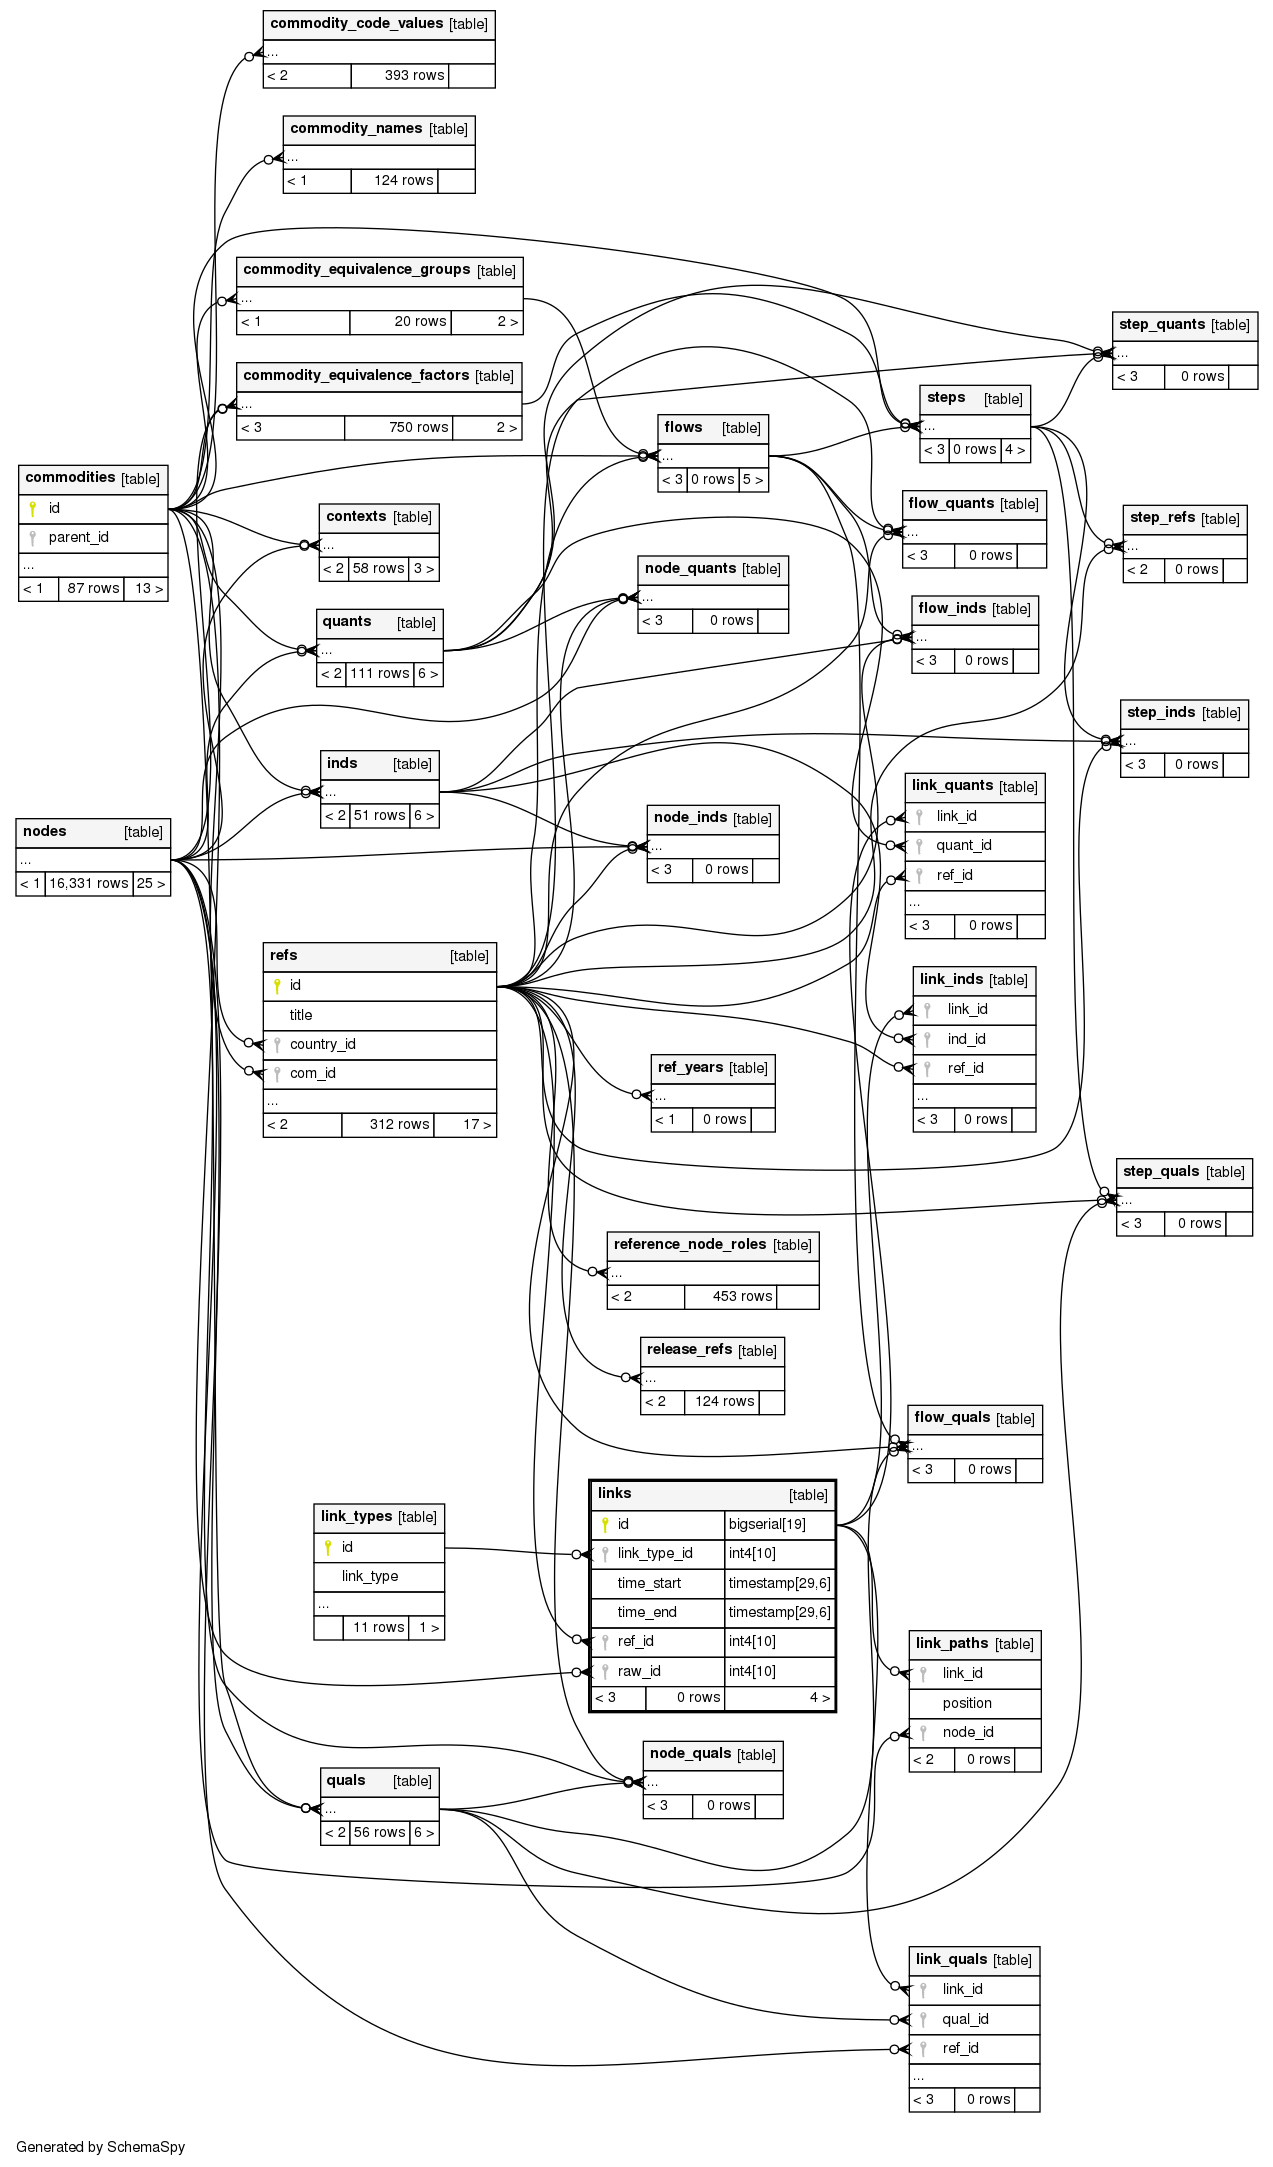 commodity_code_values [table]
...
< 2 393 rows
commodity_names [table]
...
< 1 124 rows
commodity_equivalence_groups [table]
...
< 1 20 rows 2 >
commodity_equivalence_factors [table]
...
< 3 750 rows 2 >
step_quants [table]
...
< 3 0 rows
steps [table]
...
< 3 0 rows 4 >
flows [table]
...
< 3 0 rows 5 >
commodities [table]
id
parent_id
...
< 1 87 rows 13 >
contexts [table]
...
< 2 58 rows 3 >
flow_quants [table]
...
< 3 0 rows
step_refs [table]
...
< 2 0 rows
node_quants [table]
...
< 3 0 rows
quants [table]
...
< 2 111 rows 6 >
flow_inds [table]
...
< 3 0 rows
step_inds [table]
...
< 3 0 rows
inds [table]
...
< 2 51 rows 6 >
link_quants [table]
link_id
quant_id
ref_id
...
< 3 0 rows
nodes [table]
...
< 1 16,331 rows 25 >
node_inds [table]
...
< 3 0 rows
refs [table]
id
title
country_id
com_id
...
< 2 312 rows 17 >
link_inds [table]
link_id
ind_id
ref_id
...
< 3 0 rows
ref_years [table]
...
< 1 0 rows
step_quals [table]
...
< 3 0 rows
reference_node_roles [table]
...
< 2 453 rows
release_refs [table]
...
< 2 124 rows
flow_quals [table]
...
< 3 0 rows
links [table]
id bigserial[19]
link_type_id int4[10]
time_start timestamp[29,6]
time_end timestamp[29,6]
ref_id int4[10]
raw_id int4[10]
< 3 0 rows 4 >
link_types [table]
id
link_type
...
11 rows 1 >
link_paths [table]
link_id
position
node_id
< 2 0 rows
node_quals [table]
...
< 3 0 rows
quals [table]
...
< 2 56 rows 6 >
link_quals [table]
link_id
qual_id
ref_id
...
< 3 0 rows
Generated by SchemaSpy